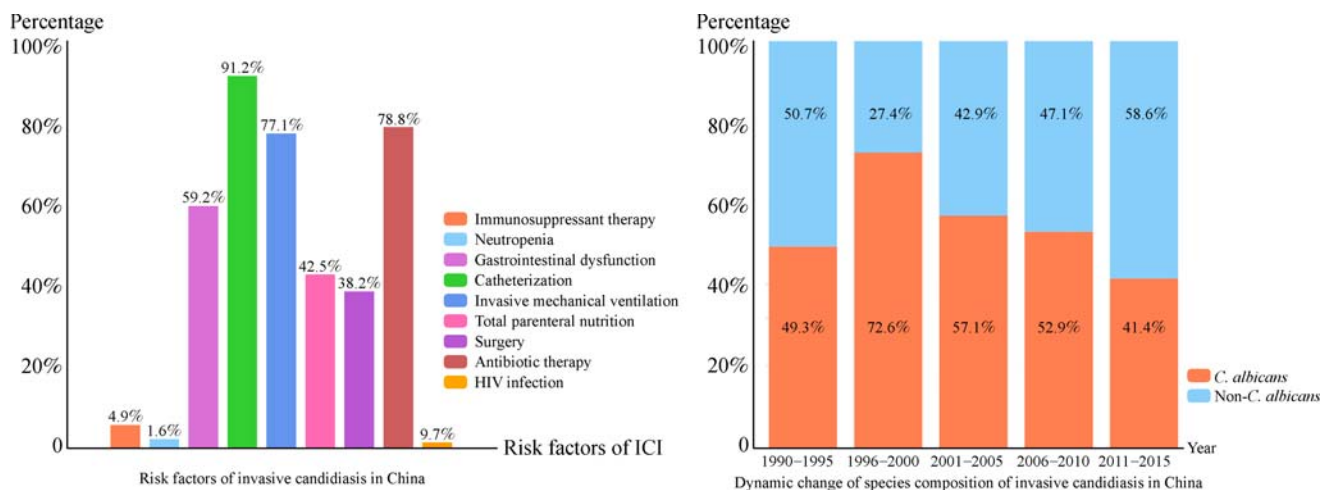 Percentage
100%
80%
60%
40%
20%
0
4.9%
1.6%
59.2%
91.2%
77.1%
42.5%
38.2%
78.8%
9.7%
Immunosuppressant therapy
Neutropenia
Gastrointestinal dysfunction
Catheterization
Invasive mechanical ventilation
Total parenteral nutrition
Surgery
Antibiotic therapy
HIV infection
Risk factors of ICI
Risk factors of invasive candidiasis in China
Percentage
100%
80%
60%
40%
20%
0
50.7% 27.4% 42.9% 47.1% 58.6%
49.3% 72.6% 57.1% 52.9% 41.4%
C. albicans
Non-C. albicans
Year
1990−1995 1996−2000 2001−2005 2006−2010 2011−2015
Dynamic change of species composition of invasive candidiasis in China